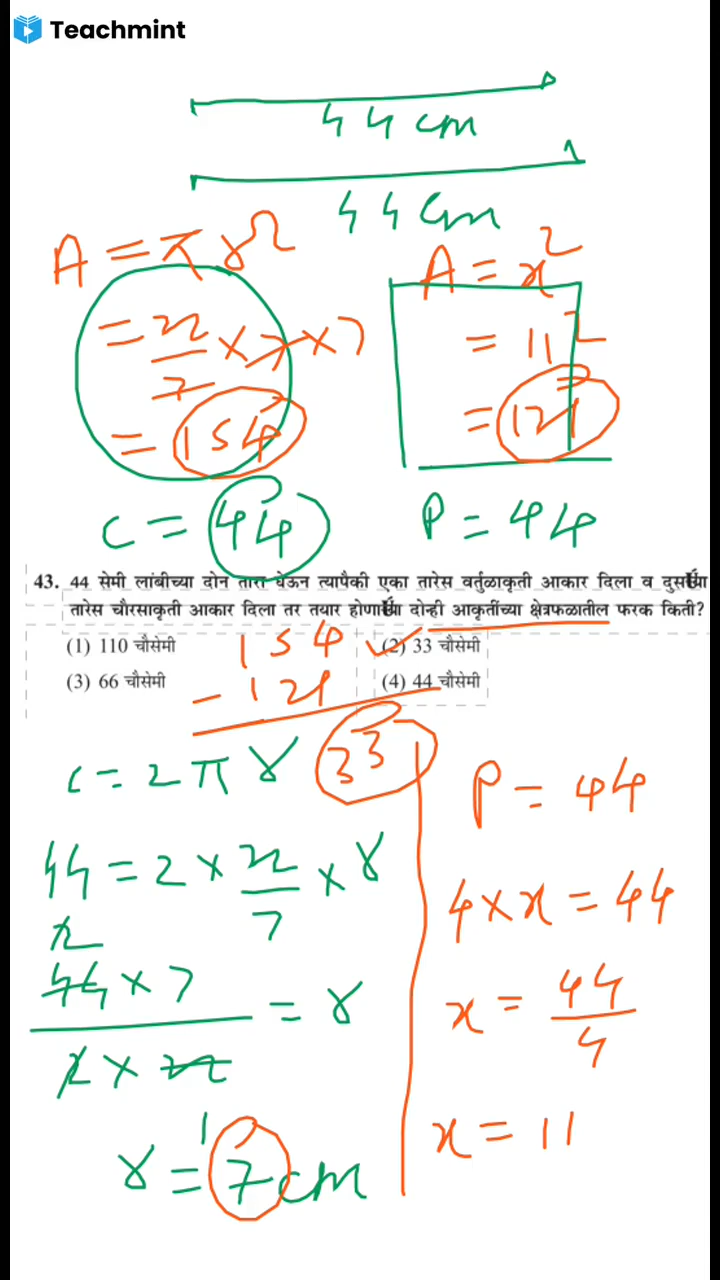 Teachmint
44 cm
44 cm
A = πr²
= 22/7 × 7 × 7
= 154
C = 44
A = x²
= 11²
= 121
P = 44
43. 44 सेमी लांबीच्या दोन तारा घेऊन त्यापैकी एका तारेस वर्तुळाकृती आकार दिला व दुसर्‍या
तारेस चौरसाकृती आकार दिला तर तयार होणार्‍या दोन्ही आकृतींच्या क्षेत्रफळातील फरक किती?
(1) 110 चौसेमी (2) 33 चौसेमी
(3) 66 चौसेमी (4) 44 चौसेमी
154
- 121
33
C = 2πr
44 = 2 × 22/7 × r
2
44 × 7 / 2 × 22 = r
1
r = 7 cm
P = 44
4 × x = 44
x = 44/4
x = 11